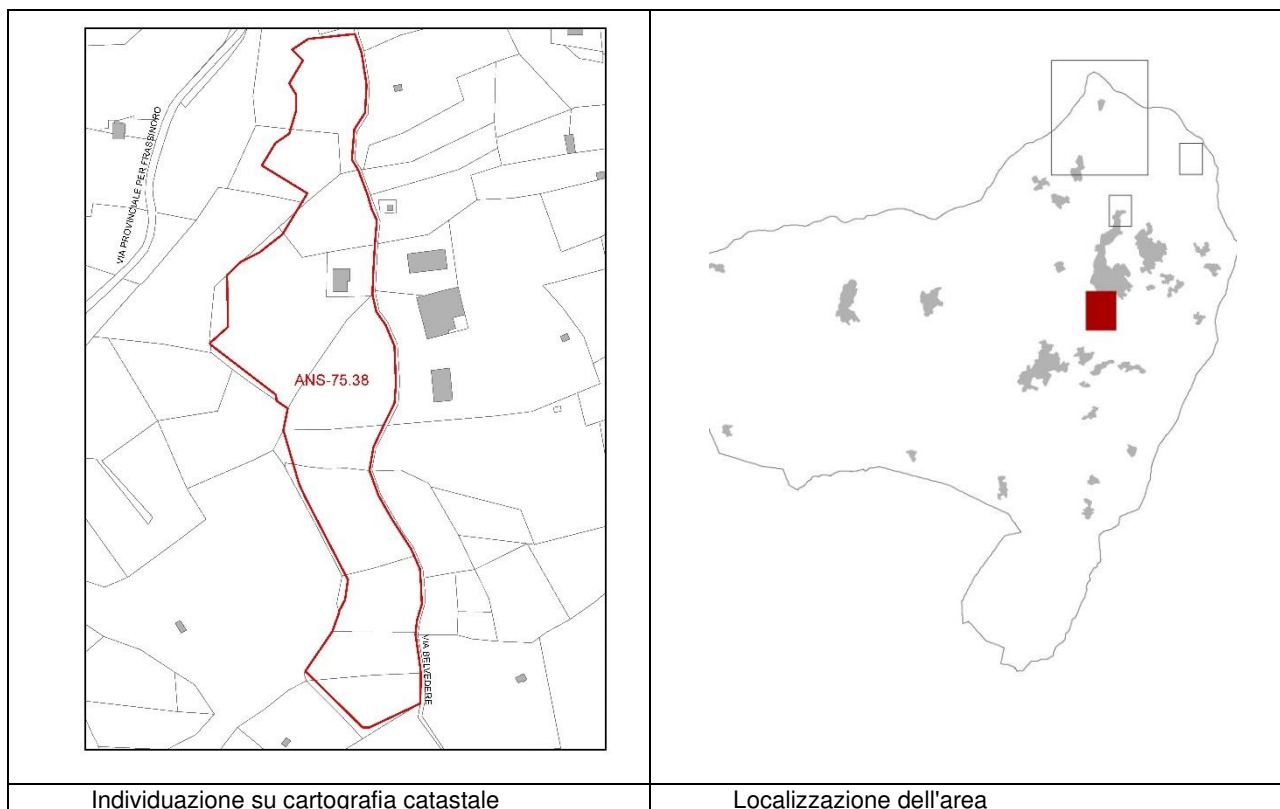 VIA PROVINCIALE PER FRASSINORO
ANS-75.38
VIA BELVEDERE
Individuazione su cartografia catastale
Localizzazione dell'area